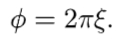 ϕ = 2πξ.